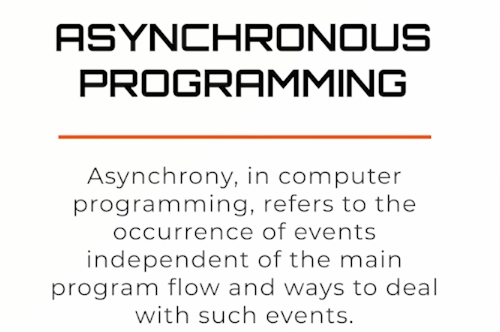 ASYNCHRONOUS
PROGRAMMING
Asynchrony, in computer
programming, refers to the
occurrence of events
independent of the main
program flow and ways to deal
with such events.